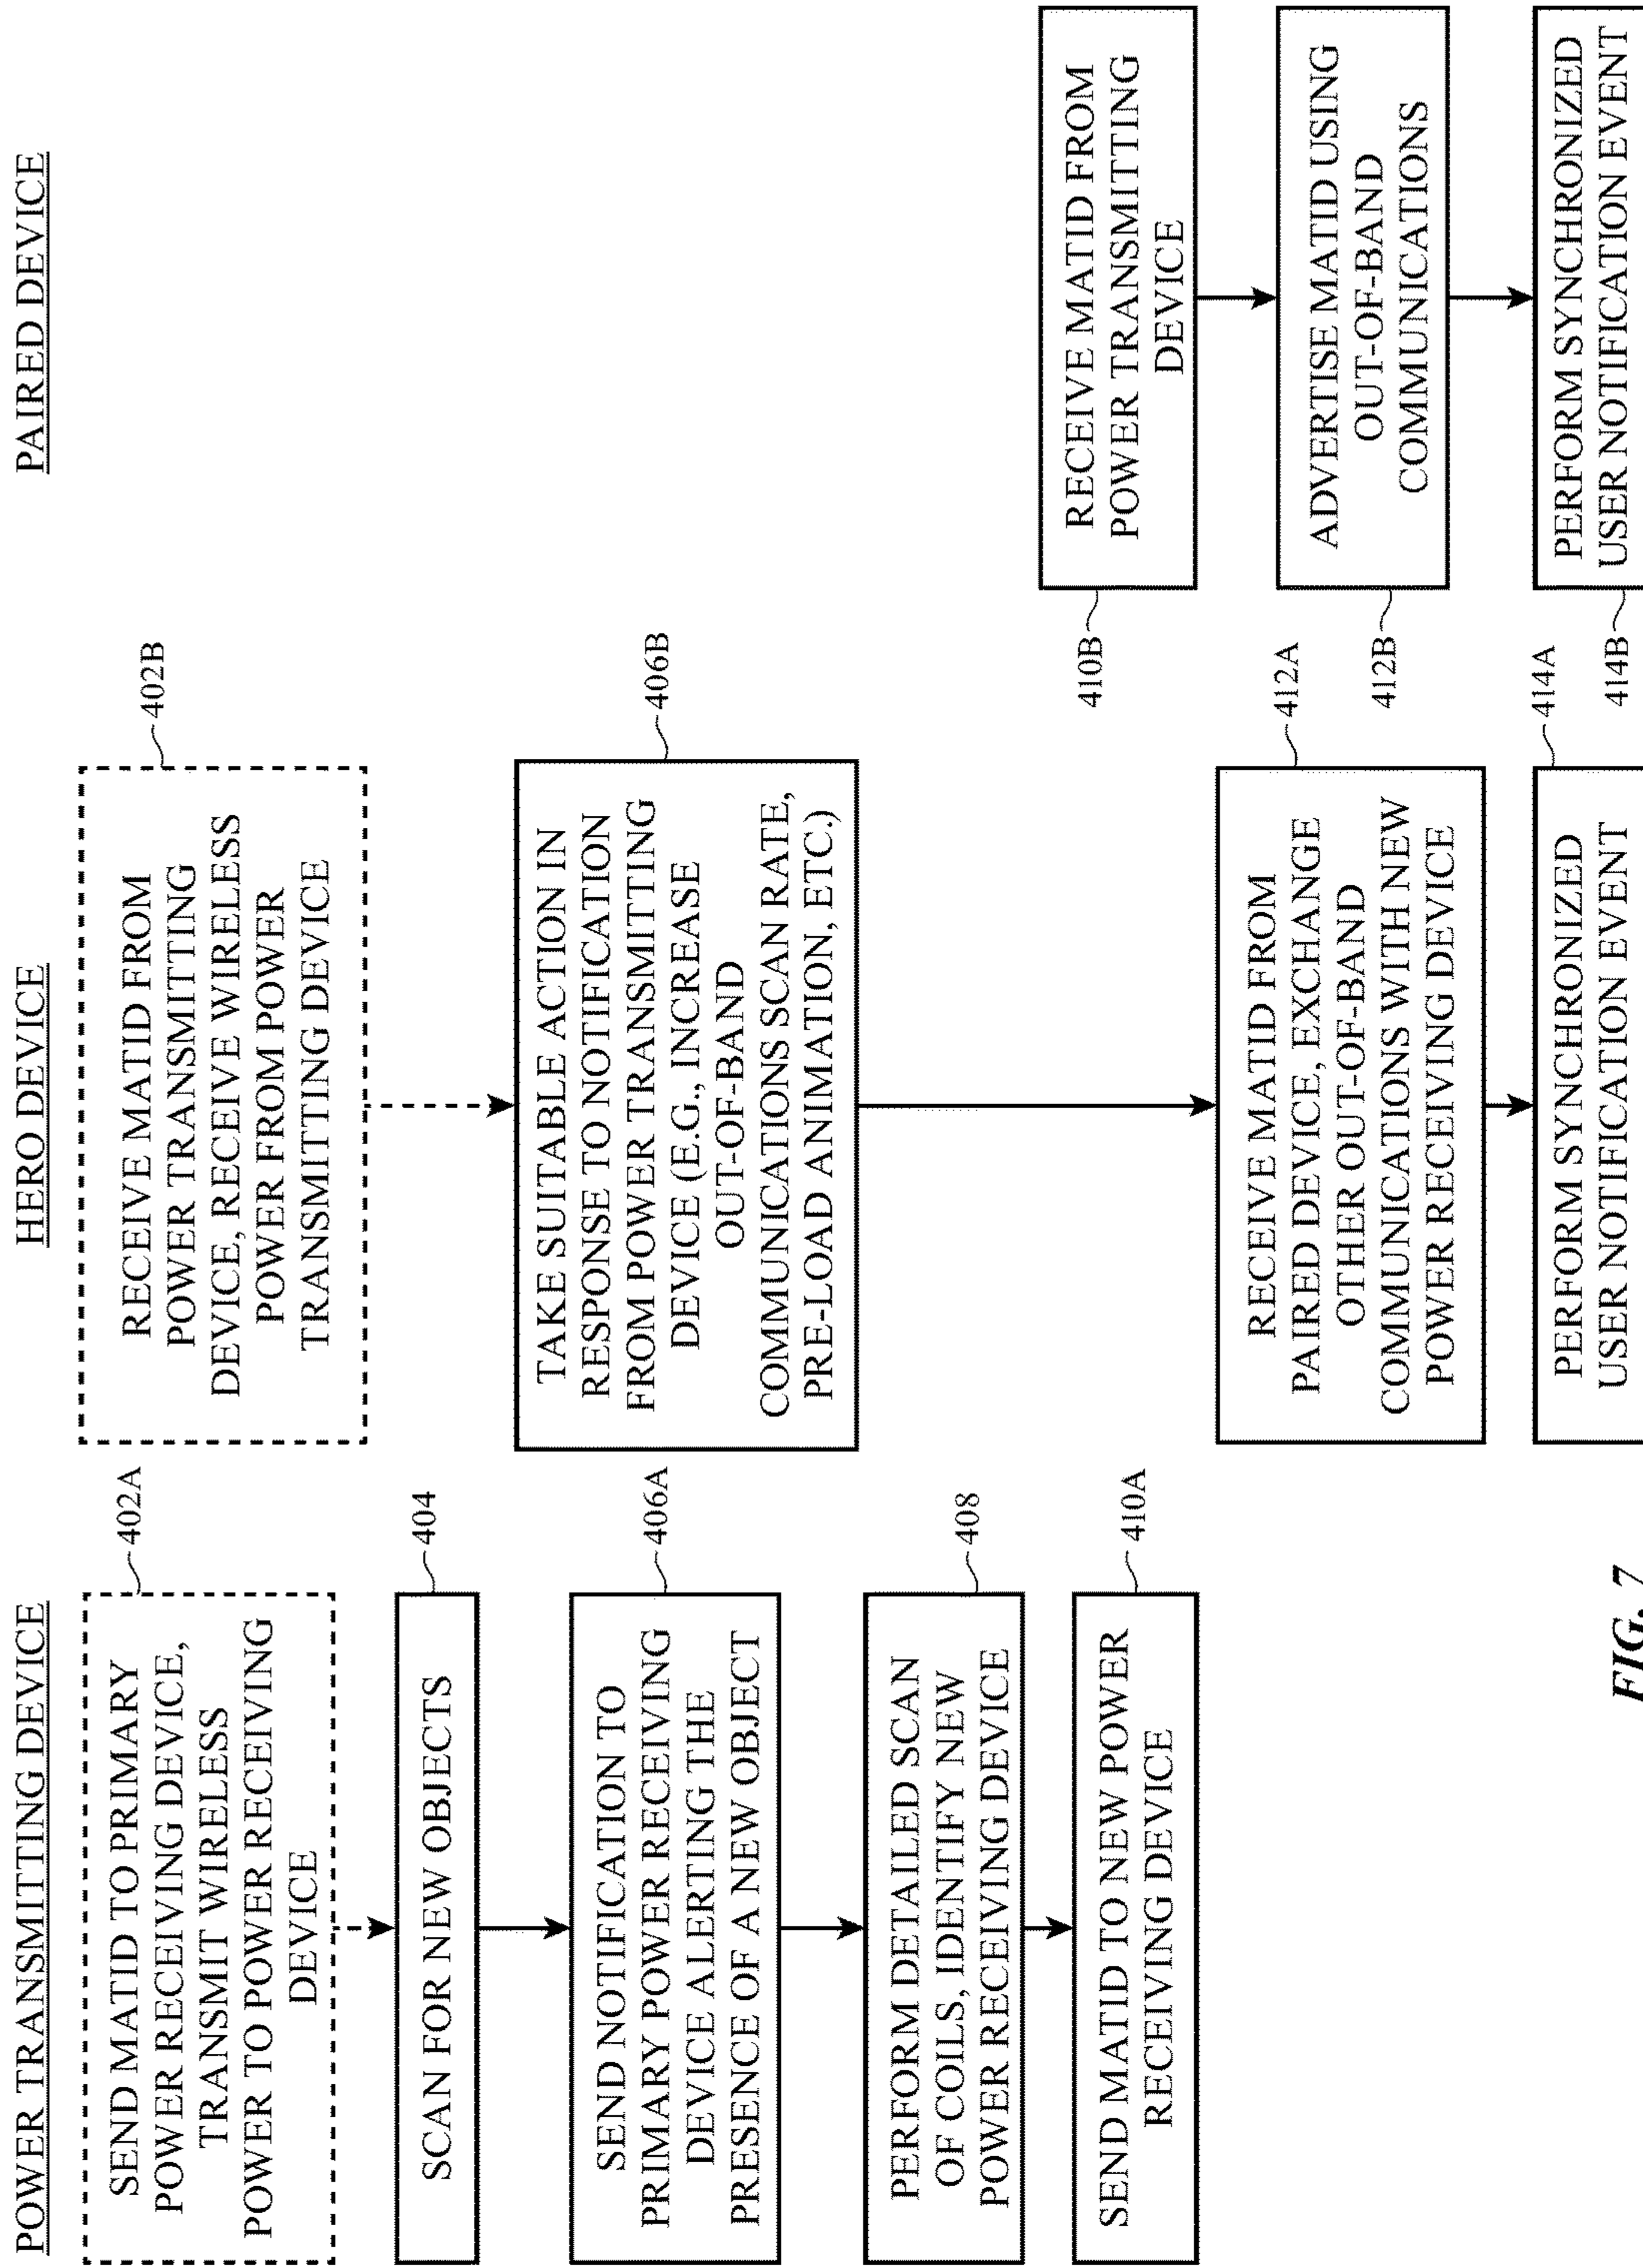 POWER TRANSMITTING DEVICE
SEND MATID TO PRIMARY
POWER RECEIVING DEVICE,
TRANSMIT WIRELESS
POWER TO POWER RECEIVING
DEVICE
402A
SCAN FOR NEW OBJECTS
404
SEND NOTIFICATION TO
PRIMARY POWER RECEIVING
DEVICE ALERTING THE
PRESENCE OF A NEW OBJECT
406A
PERFORM DETAILED SCAN
OF COILS, IDENTIFY NEW
POWER RECEIVING DEVICE
408
SEND MATID TO NEW POWER
RECEIVING DEVICE
410A
HERO DEVICE
RECEIVE MATID FROM
POWER TRANSMITTING
DEVICE, RECEIVE WIRELESS
POWER FROM POWER
TRANSMITTING DEVICE
402B
TAKE SUITABLE ACTION IN
RESPONSE TO NOTIFICATION
FROM POWER TRANSMITTING
DEVICE (E.G., INCREASE
OUT-OF-BAND
COMMUNICATIONS SCAN RATE,
PRE-LOAD ANIMATION, ETC.)
406B
RECEIVE MATID FROM
PAIRED DEVICE, EXCHANGE
OTHER OUT-OF-BAND
COMMUNICATIONS WITH NEW
POWER RECEIVING DEVICE
412A
PERFORM SYNCHRONIZED
USER NOTIFICATION EVENT
414A
PAIRED DEVICE
RECEIVE MATID FROM
POWER TRANSMITTING
DEVICE
410B
ADVERTISE MATID USING
OUT-OF-BAND
COMMUNICATIONS
412B
PERFORM SYNCHRONIZED
USER NOTIFICATION EVENT
414B
FIG. 7